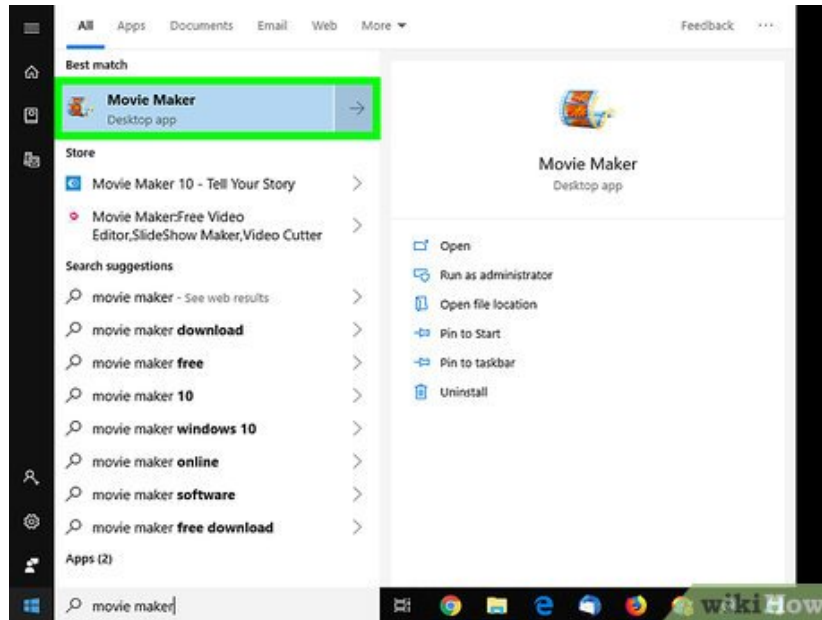 All Apps Documents Email Web More Feedback ...
Best match
Movie Maker
Desktop app
Store
Movie Maker 10 - Tell Your Story
Movie Maker:Free Video
Editor,SlideShow Maker,Video Cutter
Search suggestions
movie maker - See web results
movie maker download
movie maker free
movie maker 10
movie maker windows 10
movie maker online
movie maker software
movie maker free download
Apps (2)
movie maker
Movie Maker
Desktop app
Open
Run as administrator
Open file location
Pin to Start
Pin to taskbar
Uninstall
wikiHow